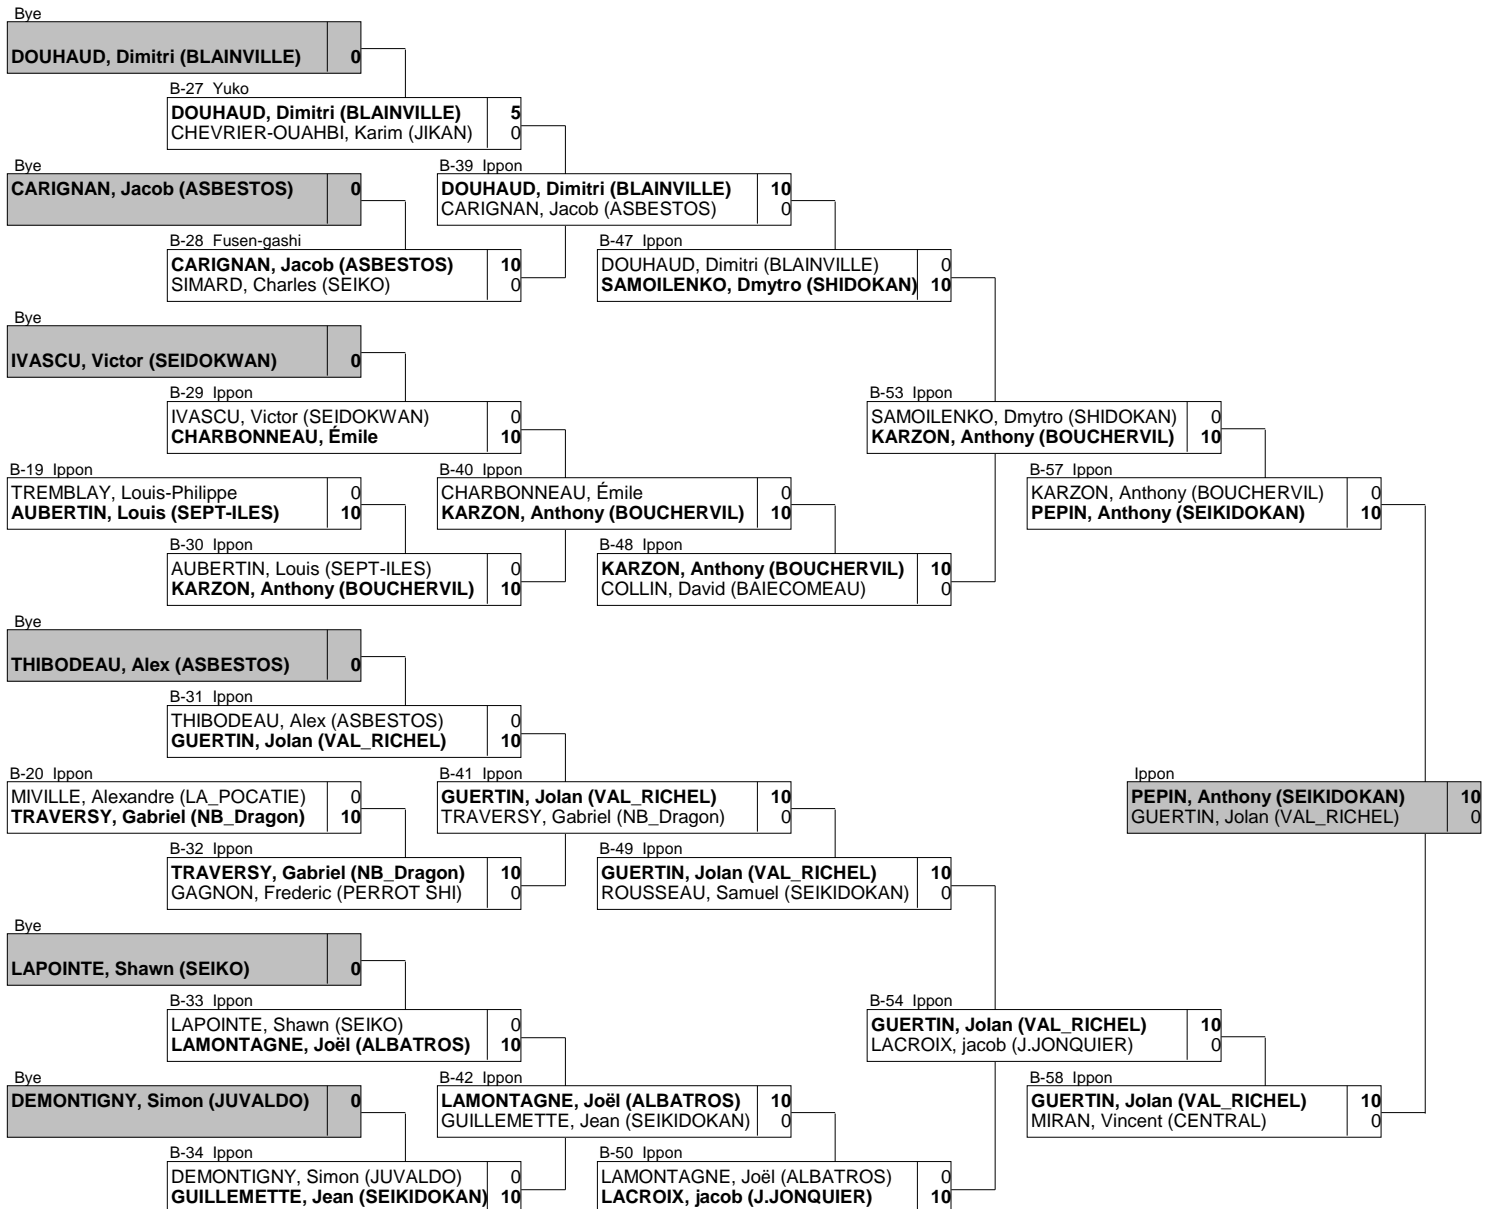 Bye
DOUHAUD, Dimitri (BLAINVILLE) 0
B-27 Yuko
DOUHAUD, Dimitri (BLAINVILLE) 5
CHEVRIER-OUAHBI, Karim (JIKAN) 0
Bye
CARIGNAN, Jacob (ASBESTOS) 0
B-39 Ippon
DOUHAUD, Dimitri (BLAINVILLE) 10
CARIGNAN, Jacob (ASBESTOS) 0
B-28 Fusen-gashi
CARIGNAN, Jacob (ASBESTOS) 10
SIMARD, Charles (SEIKO) 0
B-47 Ippon
DOUHAUD, Dimitri (BLAINVILLE) 0
SAMOILENKO, Dmytro (SHIDOKAN) 10
Bye
IVASCU, Victor (SEIDOKWAN) 0
B-29 Ippon
IVASCU, Victor (SEIDOKWAN) 0
CHARBONNEAU, Émile 10
B-53 Ippon
SAMOILENKO, Dmytro (SHIDOKAN) 0
KARZON, Anthony (BOUCHERVIL) 10
B-19 Ippon
TREMBLAY, Louis-Philippe 0
AUBERTIN, Louis (SEPT-ILES) 10
B-40 Ippon
CHARBONNEAU, Émile 0
KARZON, Anthony (BOUCHERVIL) 10
B-57 Ippon
KARZON, Anthony (BOUCHERVIL) 0
PEPIN, Anthony (SEIKIDOKAN) 10
B-30 Ippon
AUBERTIN, Louis (SEPT-ILES) 0
KARZON, Anthony (BOUCHERVIL) 10
B-48 Ippon
KARZON, Anthony (BOUCHERVIL) 10
COLLIN, David (BAIECOMEAU) 0
Bye
THIBODEAU, Alex (ASBESTOS) 0
B-31 Ippon
THIBODEAU, Alex (ASBESTOS) 0
GUERTIN, Jolan (VAL_RICHEL) 10
B-20 Ippon
MIVILLE, Alexandre (LA_POCATIE) 0
TRAVERSY, Gabriel (NB_Dragon) 10
B-41 Ippon
GUERTIN, Jolan (VAL_RICHEL) 10
TRAVERSY, Gabriel (NB_Dragon) 0
Ippon
PEPIN, Anthony (SEIKIDOKAN) 10
GUERTIN, Jolan (VAL_RICHEL) 0
B-32 Ippon
TRAVERSY, Gabriel (NB_Dragon) 10
GAGNON, Frederic (PERROT SHI) 0
B-49 Ippon
GUERTIN, Jolan (VAL_RICHEL) 10
ROUSSEAU, Samuel (SEIKIDOKAN) 0
Bye
LAPOINTE, Shawn (SEIKO) 0
B-33 Ippon
LAPOINTE, Shawn (SEIKO) 0
LAMONTAGNE, Joël (ALBATROS) 10
B-54 Ippon
GUERTIN, Jolan (VAL_RICHEL) 10
LACROIX, jacob (J.JONQUIER) 0
Bye
DEMONTIGNY, Simon (JUVALDO) 0
B-42 Ippon
LAMONTAGNE, Joël (ALBATROS) 10
GUILLEMETTE, Jean (SEIKIDOKAN) 0
B-58 Ippon
GUERTIN, Jolan (VAL_RICHEL) 10
MIRAN, Vincent (CENTRAL) 0
B-34 Ippon
DEMONTIGNY, Simon (JUVALDO) 0
GUILLEMETTE, Jean (SEIKIDOKAN) 10
B-50 Ippon
LAMONTAGNE, Joël (ALBATROS) 0
LACROIX, jacob (J.JONQUIER) 10